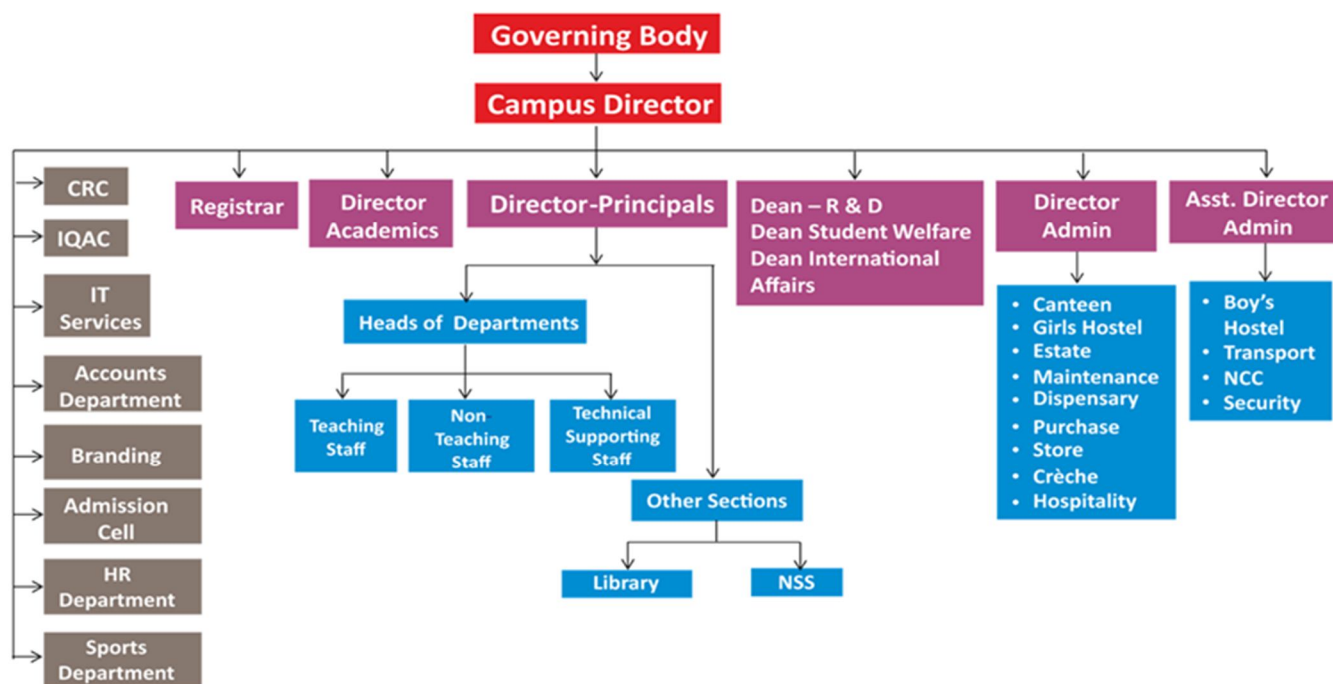 Governing Body
Campus Director
CRC
IQAC
IT
Services
Accounts
Department
Branding
Admission
Cell
HR
Department
Sports
Department
Registrar
Director
Academics
Director-Principals
Heads of Departments
Teaching
Staff
Non-
Teaching
Staff
Technical
Supporting
Staff
Other Sections
Library
NSS
Dean – R & D
Dean Student Welfare
Dean International
Affairs
Director
Admin
• Canteen
• Girls Hostel
• Estate
• Maintenance
• Dispensary
• Purchase
• Store
• Crèche
• Hospitality
Asst. Director
Admin
• Boy's
Hostel
• Transport
• NCC
• Security